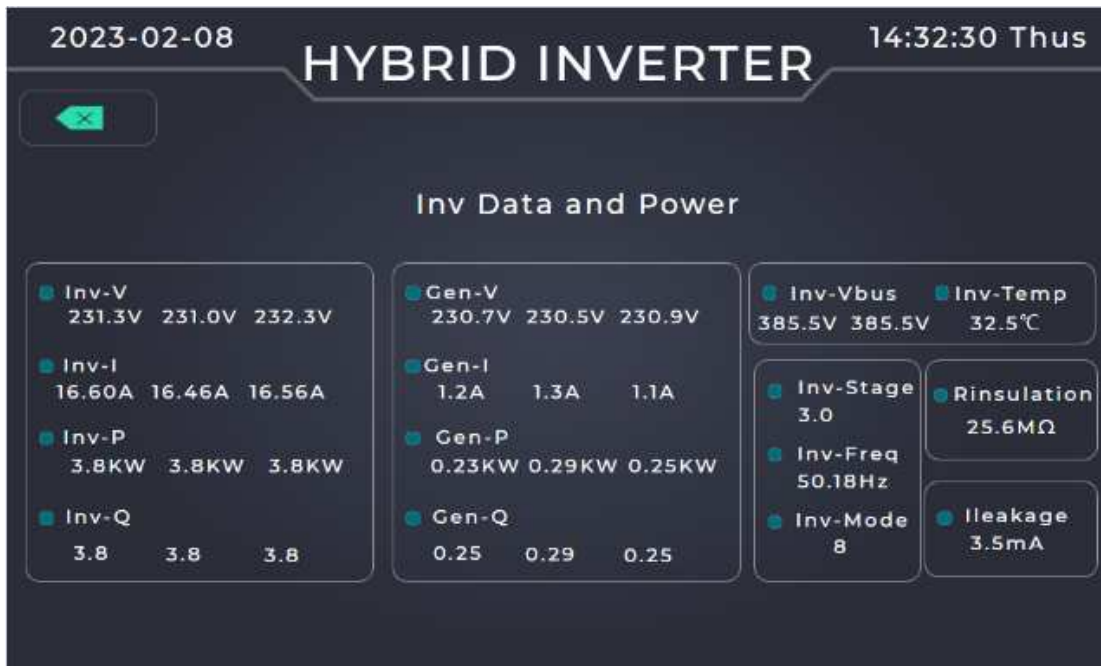 2023-02-08
HYBRID INVERTER
14:32:30 Thus
Inv Data and Power
Inv-V
231.3V 231.0V 232.3V
Inv-I
16.60A 16.46A 16.56A
Inv-P
3.8KW 3.8KW 3.8KW
Inv-Q
3.8 3.8 3.8
Gen-V
230.7V 230.5V 230.9V
Gen-I
1.2A 1.3A 1.1A
Gen-P
0.23KW 0.29KW 0.25KW
Gen-Q
0.25 0.29 0.25
Inv-Vbus Inv-Temp
385.5V 385.5V 32.5℃
Inv-Stage
3.0
Inv-Freq
50.18Hz
Inv-Mode
8
Rinsulation
25.6MΩ
Ileakage
3.5mA